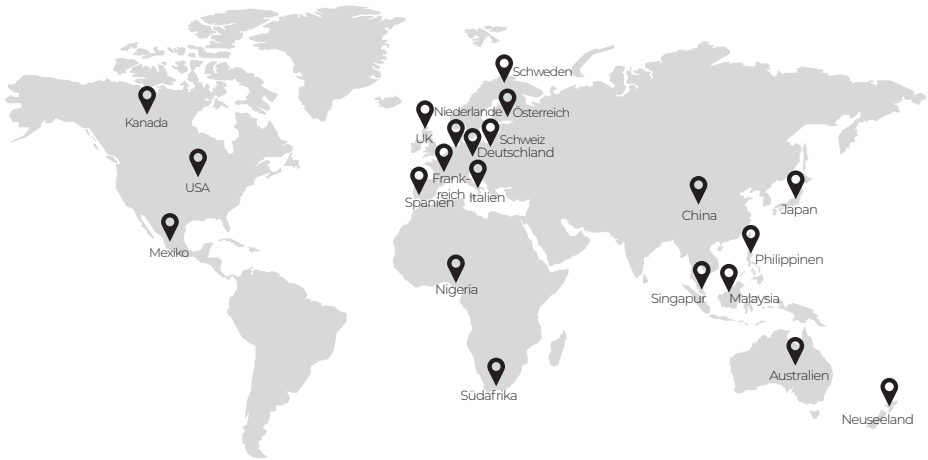 Schweden
Kanada
Niederlande
Österreich
UK
Schweiz
Deutschland
USA
Frank-
reich
Italien
Spanien
China
Japan
Mexiko
Philippinen
Nigeria
Singapur
Malaysia
Australien
Südafrika
Neuseeland